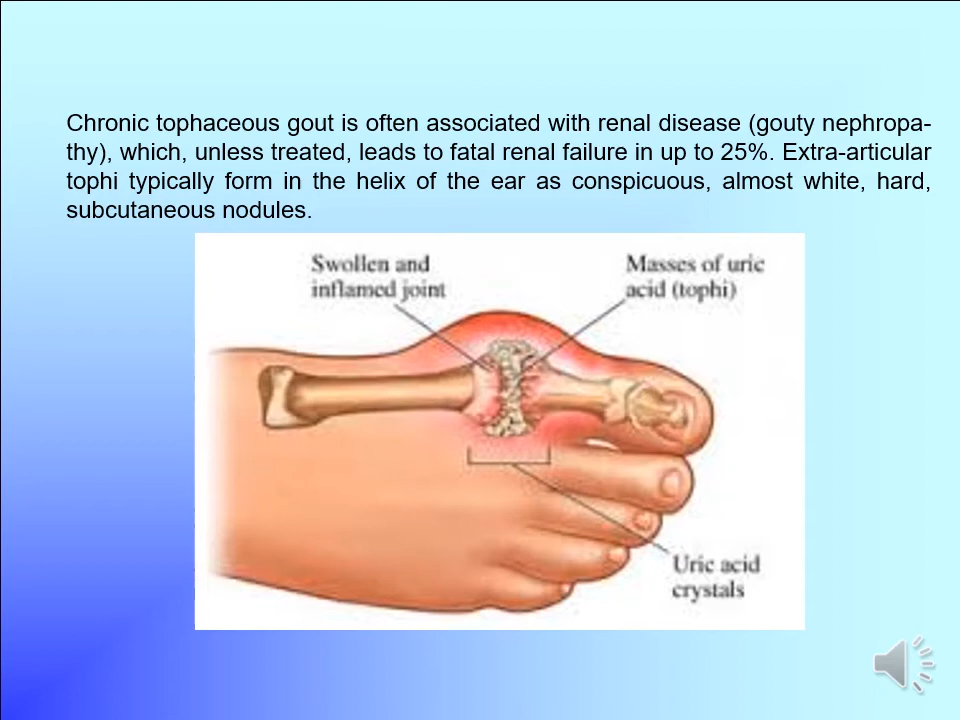 Chronic tophaceous gout is often associated with renal disease (gouty nephropa-
thy), which, unless treated, leads to fatal renal failure in up to 25%. Extra-articular
tophi typically form in the helix of the ear as conspicuous, almost white, hard,
subcutaneous nodules.
Swollen and
inflamed joint
Masses of uric
acid (tophi)
Uric acid
crystals